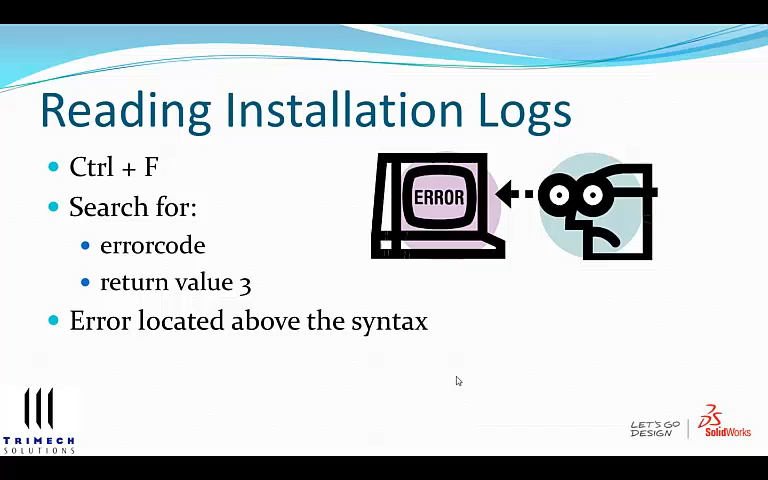 Reading Installation Logs
Ctrl + F
Search for:
errorcode
return value 3
Error located above the syntax
ERROR
TRIMECH
SOLUTIONS
LET'S GO
DESIGN
SolidWorks